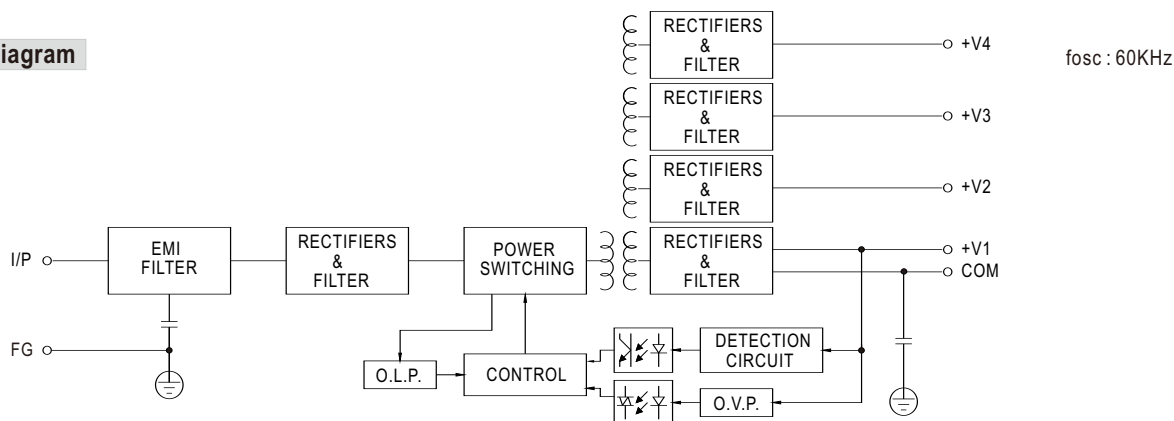 iagram
fosc : 60KHz
RECTIFIERS
&
FILTER
+V4
RECTIFIERS
&
FILTER
+V3
RECTIFIERS
&
FILTER
+V2
I/P
EMI
FILTER
RECTIFIERS
&
FILTER
POWER
SWITCHING
RECTIFIERS
&
FILTER
+V1
COM
FG
O.L.P.
CONTROL
DETECTION
CIRCUIT
O.V.P.